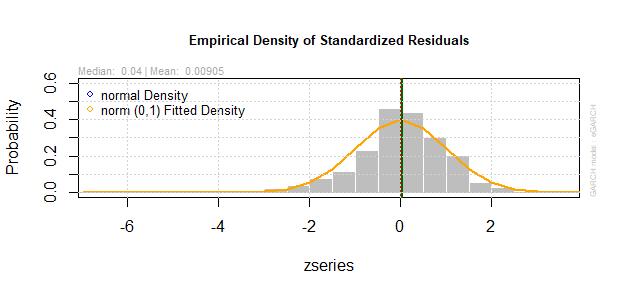 Empirical Density of Standardized Residuals
Median: 0.04 | Mean: 0.00905
normal Density
norm (0,1) Fitted Density
Probability
0.0 0.2 0.4 0.6
-6 -4 -2 0 2
zseries
GARCH model : eGARCH